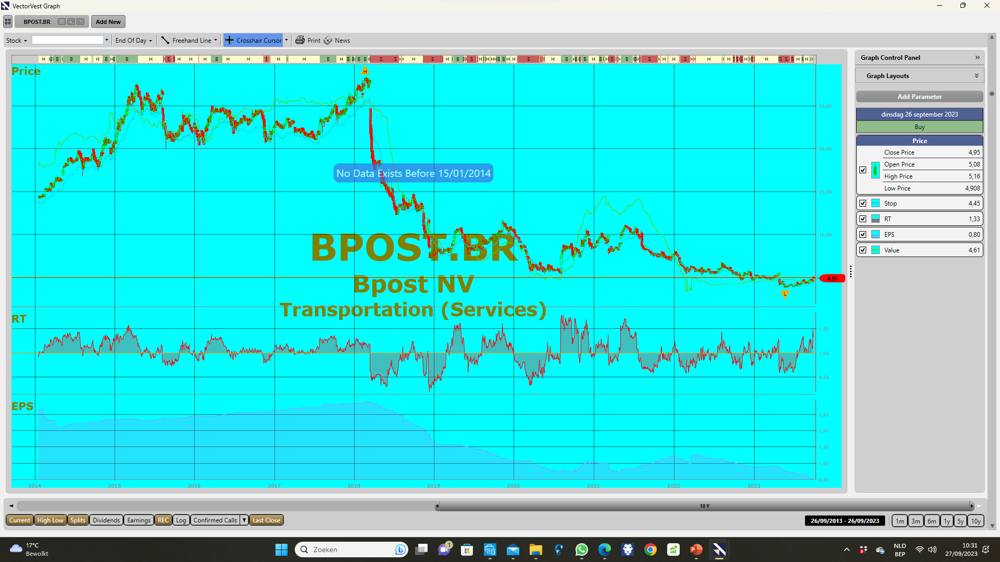 VectorVest Graph
BPOST.BR
Add New
Stock
End Of Day
Freehand Line
Crosshair Cursor
Print
News
Price
25,00
20,00
15,00
10,00
4,95
H
L
No Data Exists Before 15/01/2014
BPOST.BR
Bpost NV
Transportation (Services)
RT
1,50
1,00
0,50
EPS
1,60
1,40
1,20
1,00
0,80
2014 2015 2016 2017 2018 2019 2020 2021 2022 2023
Graph Control Panel
Graph Layouts
Add Parameter
dinsdag 26 september 2023
Buy
Price
Close Price 4,95
Open Price 5,08
High Price 5,16
Low Price 4,908
Stop 4,45
RT 1,33
EPS 0,80
Value 4,61
10 Y
Current High Low Splits Dividends Earnings REC Log Confirmed Calls Last Close
26/09/2013 - 26/09/2023
1m 3m 6m 1y 5y 10y
17°C
Bewolkt
Zoeken
1
NLD
BEP
10:31
27/09/2023